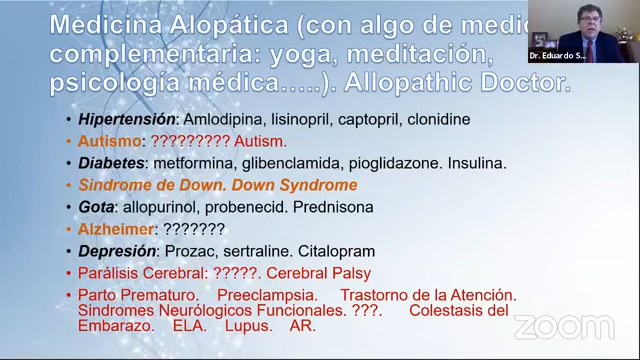 Medicina Alopática (con algo de medic
complementaria: yoga, meditación,
psicología médica…..). Allopathic Doctor.
Dr. Eduardo S...
• Hipertensión: Amlodipina, lisinopril, captopril, clonidine
• Autismo: ????????? Autism.
• Diabetes: metformina, glibenclamida, pioglidazone. Insulina.
• Sindrome de Down. Down Syndrome
• Gota: allopurinol, probenecid. Prednisona
• Alzheimer: ???????
• Depresión: Prozac, sertraline. Citalopram
• Parálisis Cerebral: ?????. Cerebral Palsy
• Parto Prematuro. Preeclampsia. Trastorno de la Atención.
Sindromes Neurólogicos Funcionales. ???. Colestasis del
Embarazo. ELA. Lupus. AR.
zoom